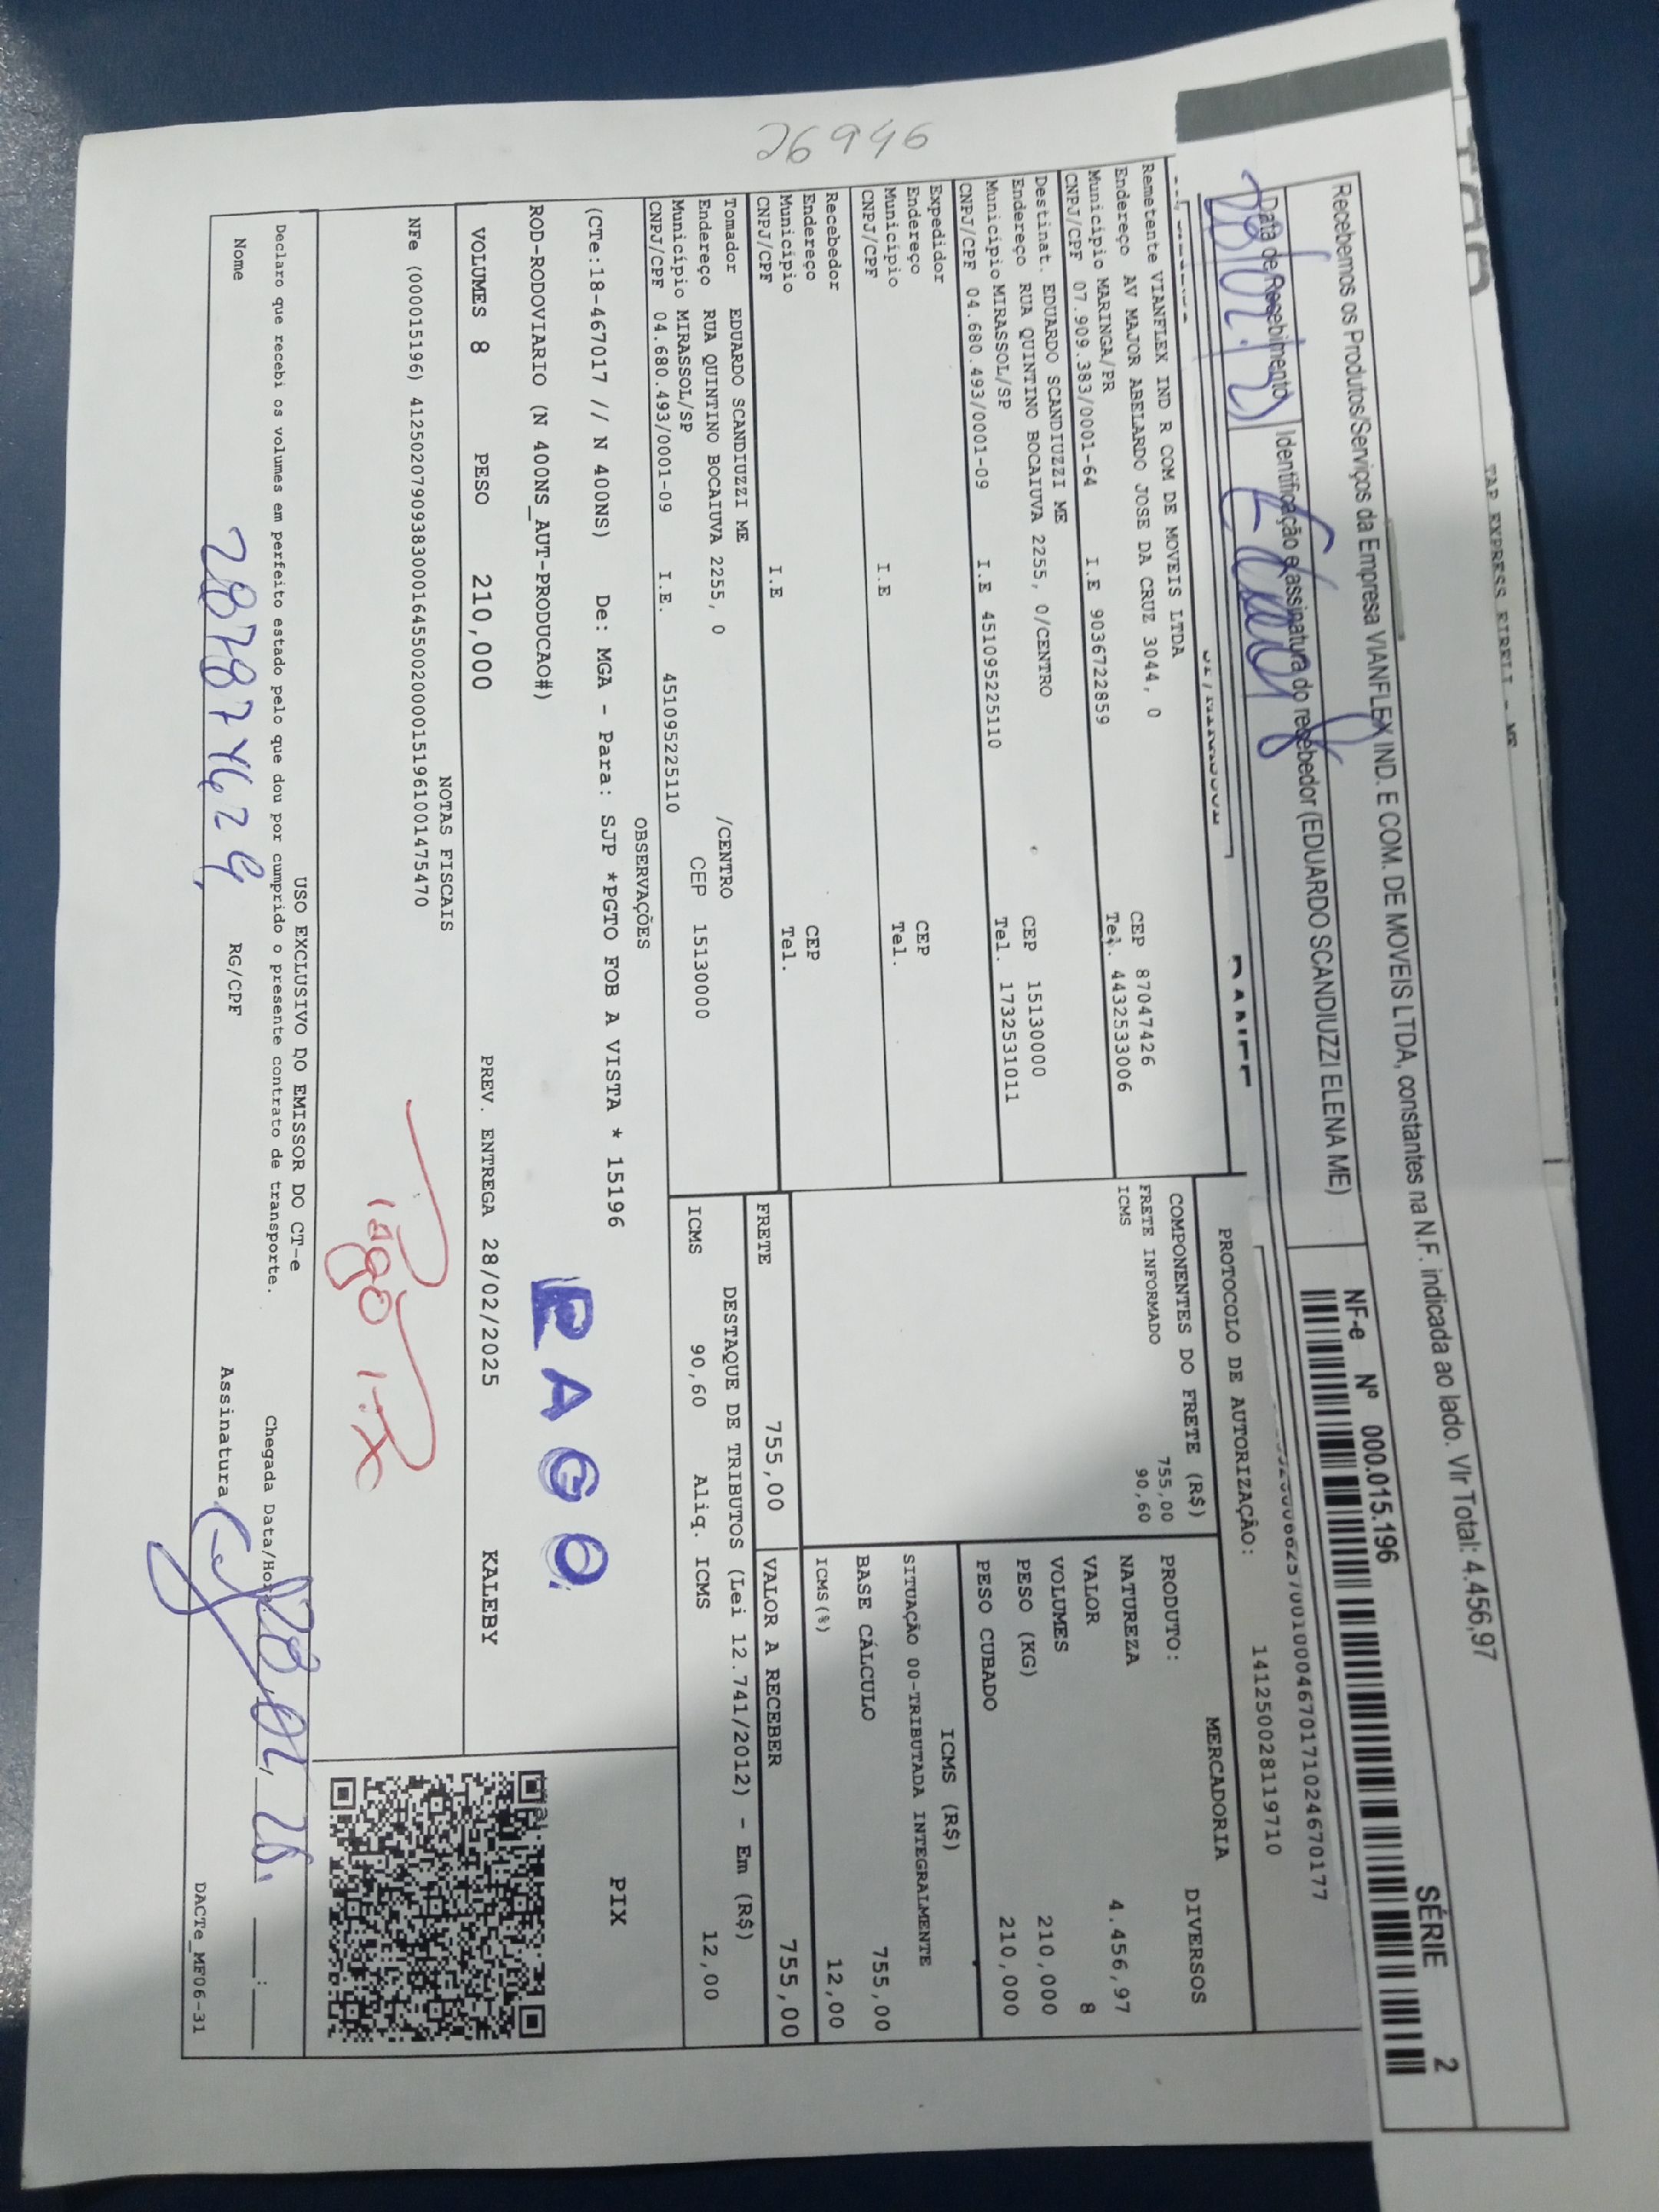 TAP EXPRESS EIRELI - ME
Recebemos os Produtos/Serviços da Empresa VIANFLEX IND. E COM. DE MOVEIS LTDA, constantes na N.F. indicada ao lado. Vlr Total: 4.456,97
Data de Recebimento
Identificação e assinatura do recebedor (EDUARDO SCANDIUZZI ELENA ME)
NF-e Nº 000.015.196
SÉRIE 2
PROTOCOLO DE AUTORIZAÇÃO: 141250028119710
Remetente VIANFLEX IND R COM DE MOVEIS LTDA
Endereço AV MAJOR ABELARDO JOSE DA CRUZ 3044, 0 CEP 87047426
Município MARINGA/PR Tel. 4432533006
CNPJ/CPF 07.909.383/0001-64 I.E 9036722859
Destinat. EDUARDO SCANDIUZZI ME
Endereço RUA QUINTINO BOCAIUVA 2255, 0/CENTRO CEP 15130000
Município MIRASSOL/SP Tel. 1732531011
CNPJ/CPF 04.680.493/0001-09 I.E 451095225110
Expedidor
Endereço CEP
Município Tel.
CNPJ/CPF I.E
Recebedor
Endereço CEP
Município Tel.
CNPJ/CPF I.E
Tomador EDUARDO SCANDIUZZI ME
Endereço RUA QUINTINO BOCAIUVA 2255, 0 /CENTRO
Município MIRASSOL/SP CEP 15130000
CNPJ/CPF 04.680.493/0001-09 I.E. 451095225110
COMPONENTES DO FRETE (R$)
FRETE INFORMADO 755,00
ICMS 90,60
MERCADORIA
PRODUTO: DIVERSOS
NATUREZA
VALOR 4.456,97
VOLUMES 8
PESO (KG) 210,000
PESO CUBADO 210,000
ICMS (R$)
SITUAÇÃO 00-TRIBUTADA INTEGRALMENTE
BASE CÁLCULO 755,00
ICMS(%) 12,00
FRETE 755,00 VALOR A RECEBER 755,00
DESTAQUE DE TRIBUTOS (Lei 12.741/2012) - Em (R$)
ICMS 90,60 Aliq. ICMS 12,00
OBSERVAÇÕES
(CTe:18-467017 // N 400NS) De: MGA - Para: SJP *PGTO FOB A VISTA * 15196
ROD-RODOVIARIO (N 400NS_AUT-PRODUCAO#)
PAGO
PIX
VOLUMES 8 PESO 210,000 PREV. ENTREGA 28/02/2025 KALEBY
NOTAS FISCAIS
NFe (000015196) 41250207909383000164550020000151961001475470
Pago PIX
USO EXCLUSIVO DO EMISSOR DO CT-e
Declaro que recebi os volumes em perfeito estado pelo que dou por cumprido o presente contrato de transporte.
Chegada Data/Hora
Nome
RG/CPF
Assinatura
DACTe_MF06-31
26946